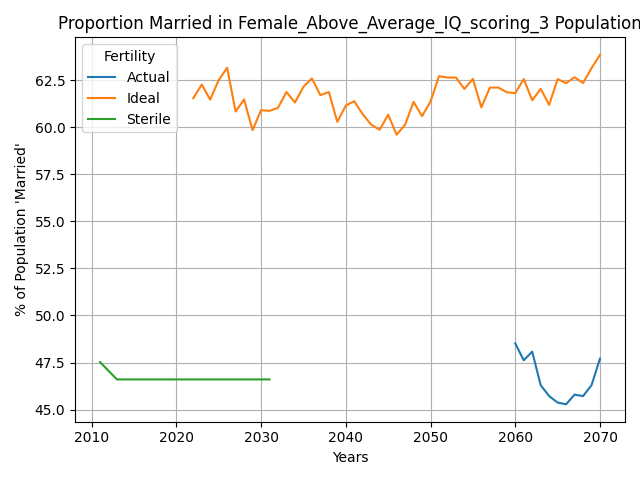 Proportion Married in Female_Above_Average_IQ_scoring_3 Population
Fertility
Actual
Ideal
Sterile
% of Population 'Married'
62.5
60.0
57.5
55.0
52.5
50.0
47.5
45.0
2010 2020 2030 2040 2050 2060 2070
Years